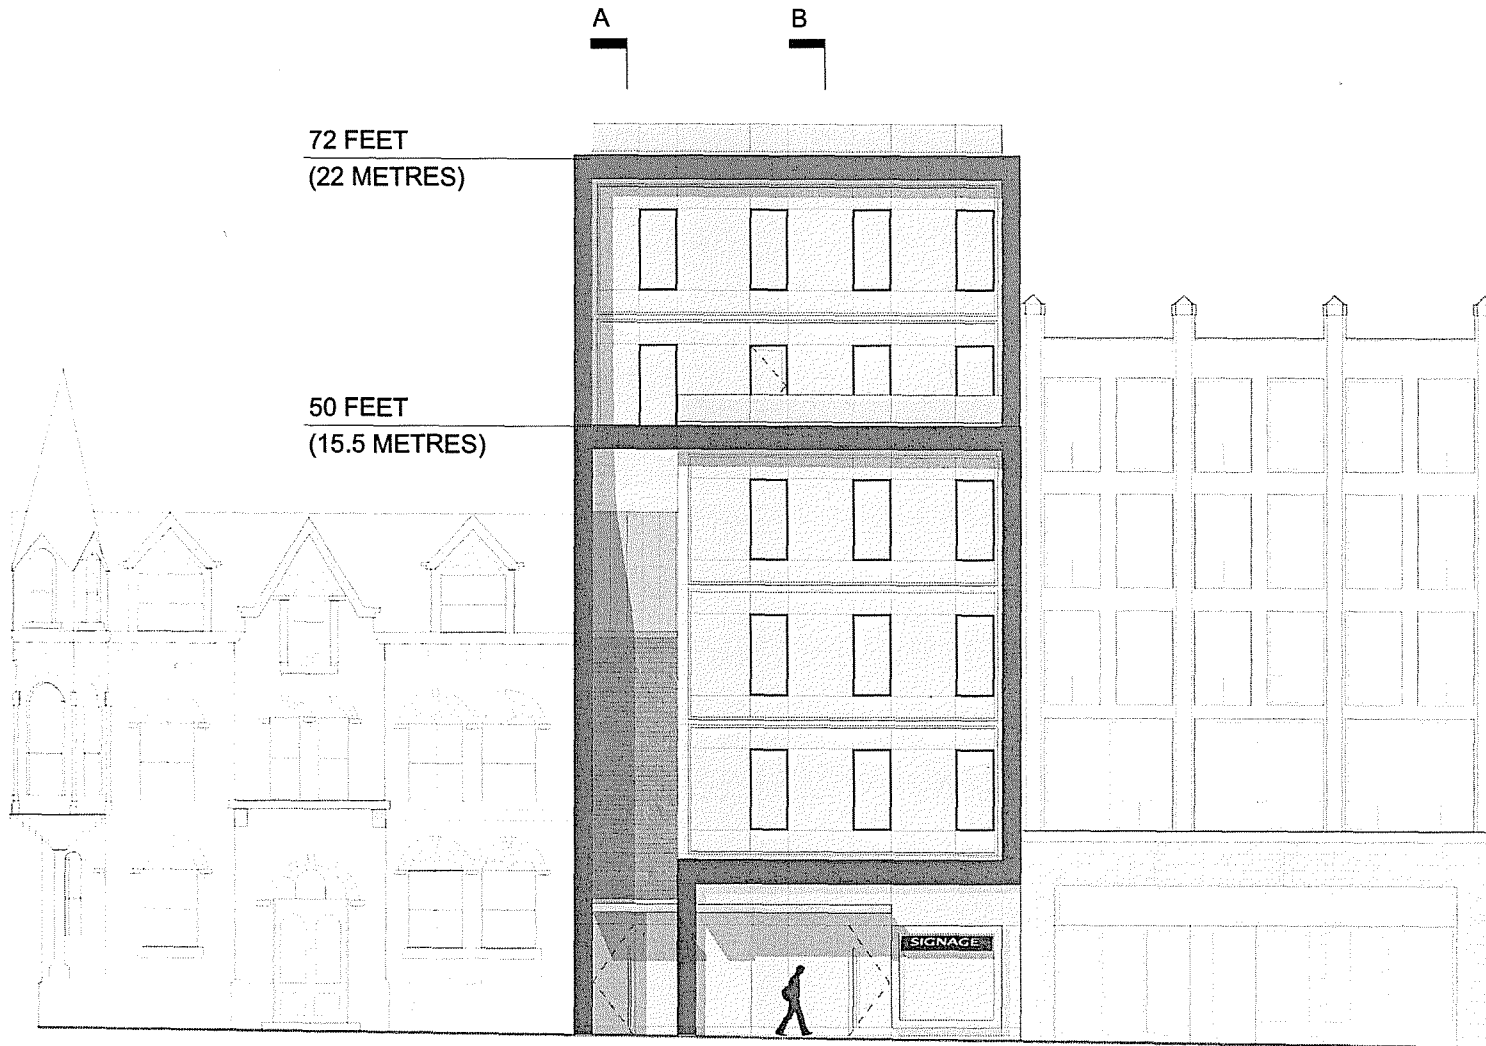 A
B
72 FEET
(22 METRES)
50 FEET
(15.5 METRES)
SIGNAGE